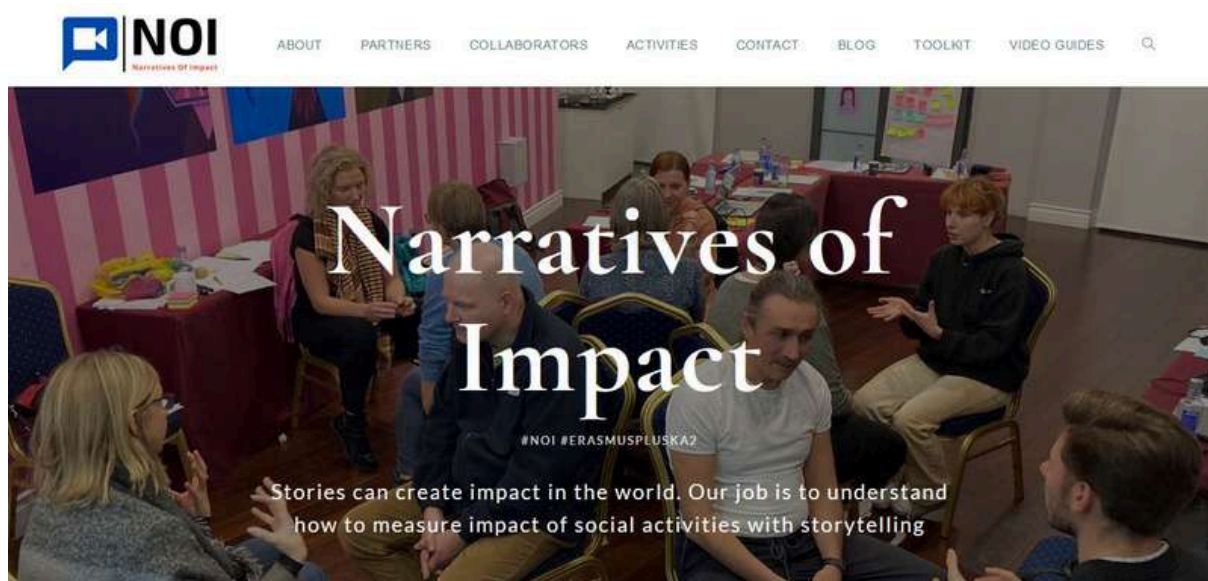 NOI
Narratives Of Impact
ABOUT PARTNERS COLLABORATORS ACTIVITIES CONTACT BLOG TOOLKIT VIDEO GUIDES
Narratives of
Impact
#NOI #ERASMUSPLUSKA2
Stories can create impact in the world. Our job is to understand
how to measure impact of social activities with storytelling